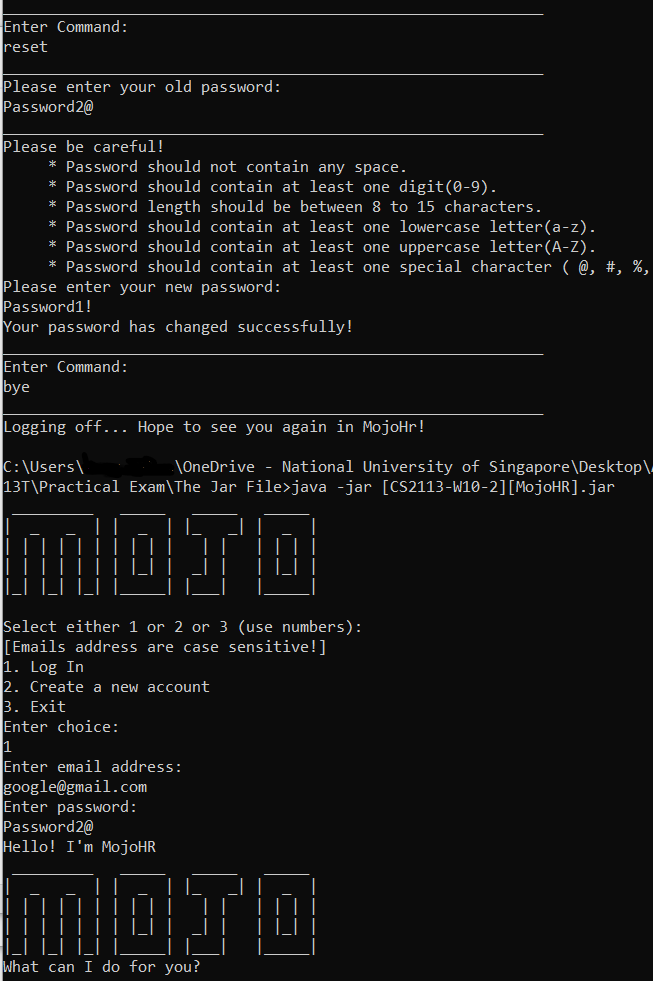 Enter Command:
reset
Please enter your old password:
Password2@
Please be careful!
* Password should not contain any space.
* Password should contain at least one digit(0-9).
* Password length should be between 8 to 15 characters.
* Password should contain at least one lowercase letter(a-z).
* Password should contain at least one uppercase letter(A-Z).
* Password should contain at least one special character ( @, #, %,
Please enter your new password:
Password1!
Your password has changed successfully!
Enter Command:
bye
Logging off... Hope to see you again in MojoHr!
C:\Users\ \OneDrive - National University of Singapore\Desktop\
13T\Practical Exam\The Jar File>java -jar [CS2113-W10-2][MojoHR].jar
MOJO
Select either 1 or 2 or 3 (use numbers):
[Emails address are case sensitive!]
1. Log In
2. Create a new account
3. Exit
Enter choice:
1
Enter email address:
google@gmail.com
Enter password:
Password2@
Hello! I'm MojoHR
MOJO
What can I do for you?